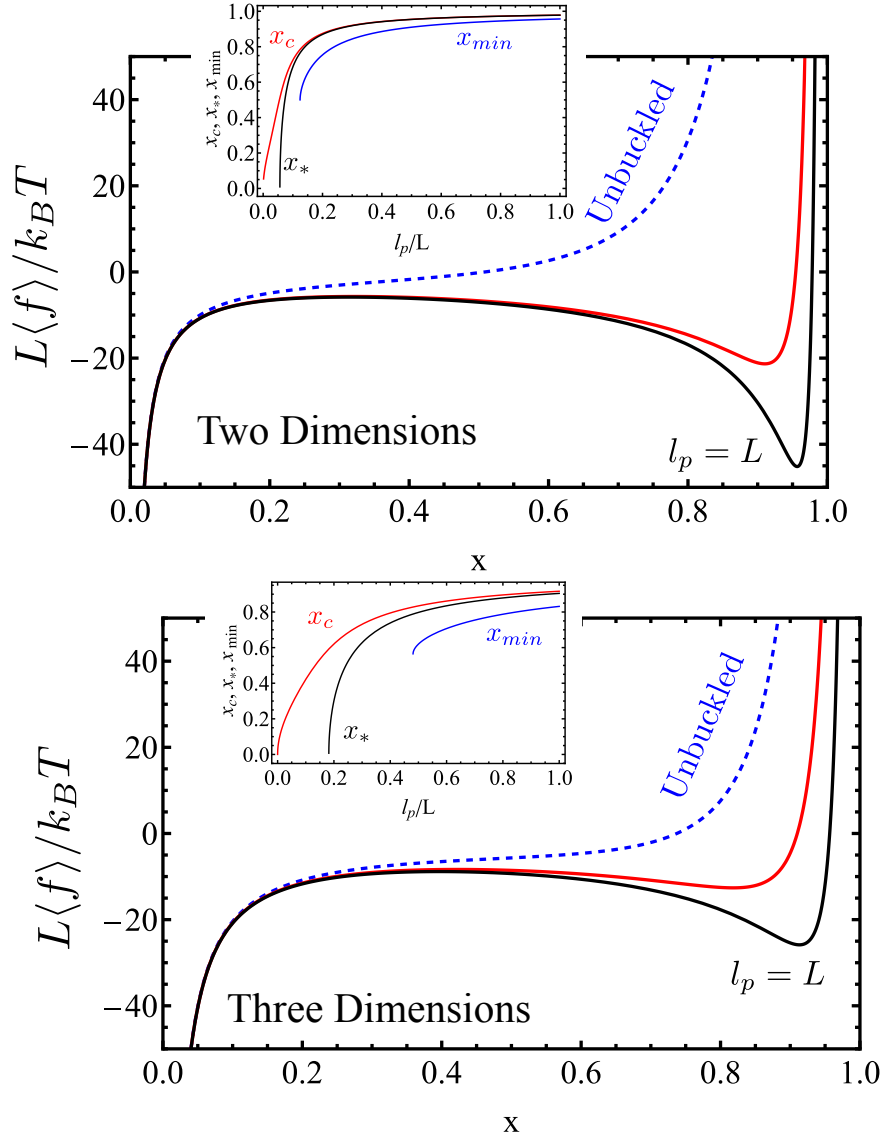 1.0
0.8
0.6
0.4
0.2
0.0
x_c, x_*, x_min
x_c
x_min
x_*
0.0 0.2 0.4 0.6 0.8 1.0
l_p/L
40
20
0
−20
−40
L⟨f⟩/k_BT
Unbuckled
Two Dimensions
l_p = L
0.0 0.2 0.4 0.6 0.8 1.0
x
0.8
0.6
0.4
0.2
0.0
x_c, x_*, x_min
x_c
x_min
x_*
0.0 0.2 0.4 0.6 0.8 1.0
l_p/L
40
20
0
−20
−40
L⟨f⟩/k_BT
Unbuckled
Three Dimensions
l_p = L
0.0 0.2 0.4 0.6 0.8 1.0
x